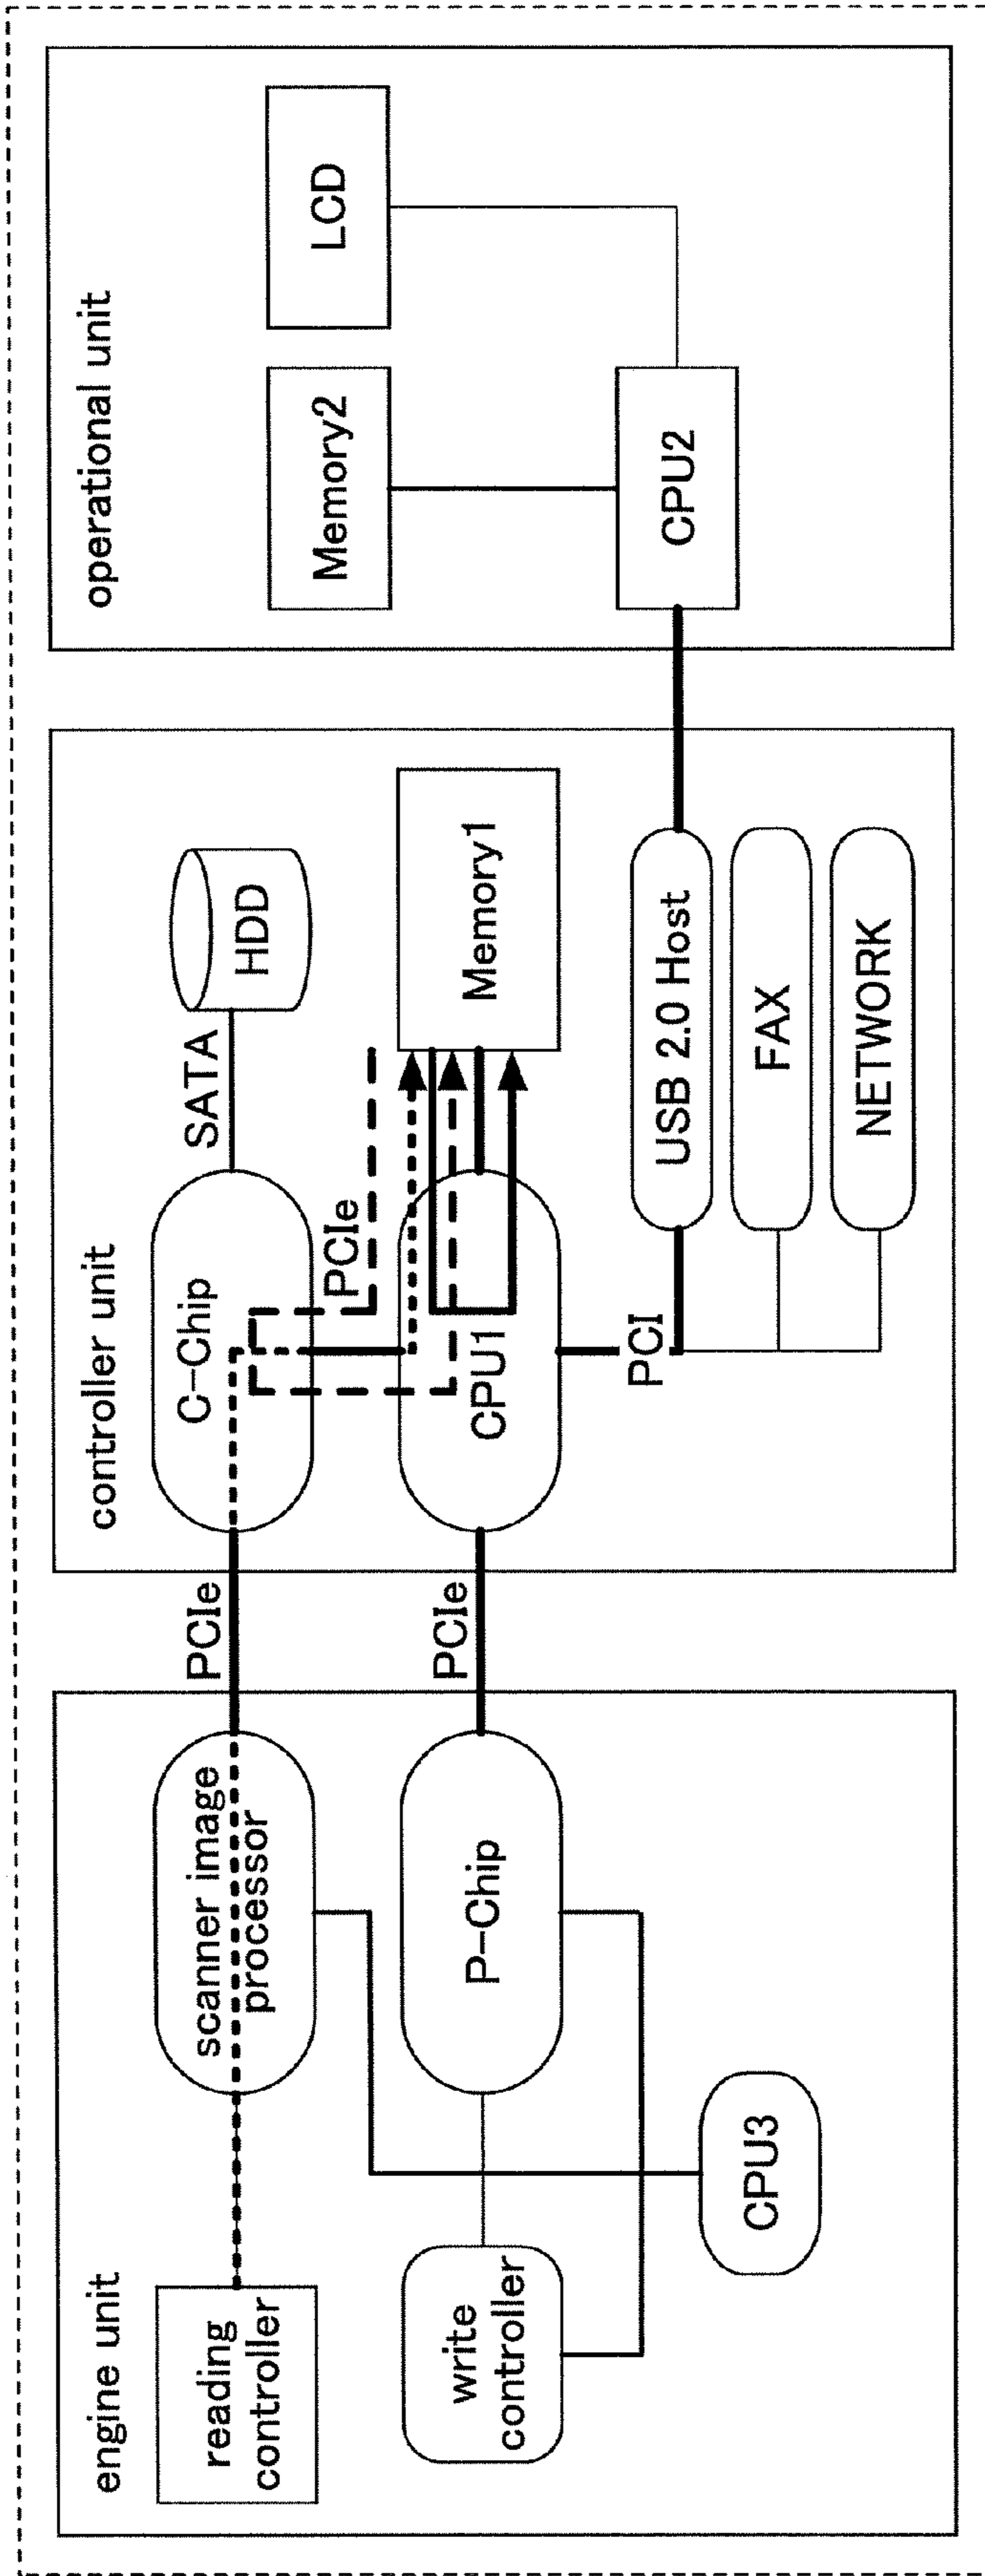 engine unit
reading
controller
scanner image
processor
write
controller
P-Chip
CPU3
PCIe
PCIe
controller unit
C-Chip
SATA
HDD
PCIe
CPU1
Memory1
PCI
USB 2.0 Host
FAX
NETWORK
operational unit
Memory2
LCD
CPU2